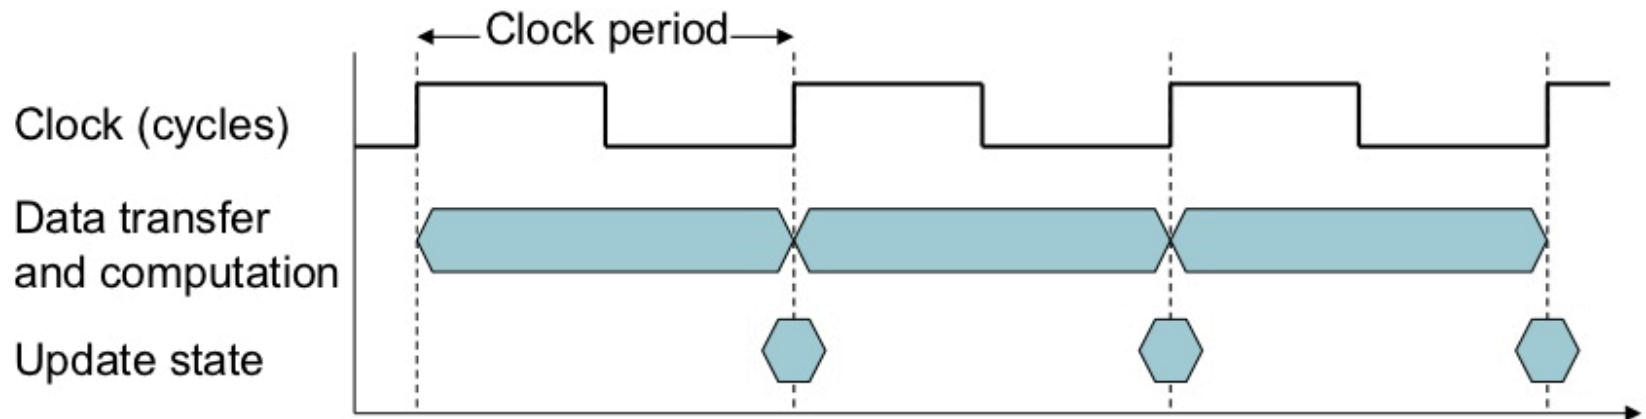 Clock period
Clock (cycles)
Data transfer
and computation
Update state